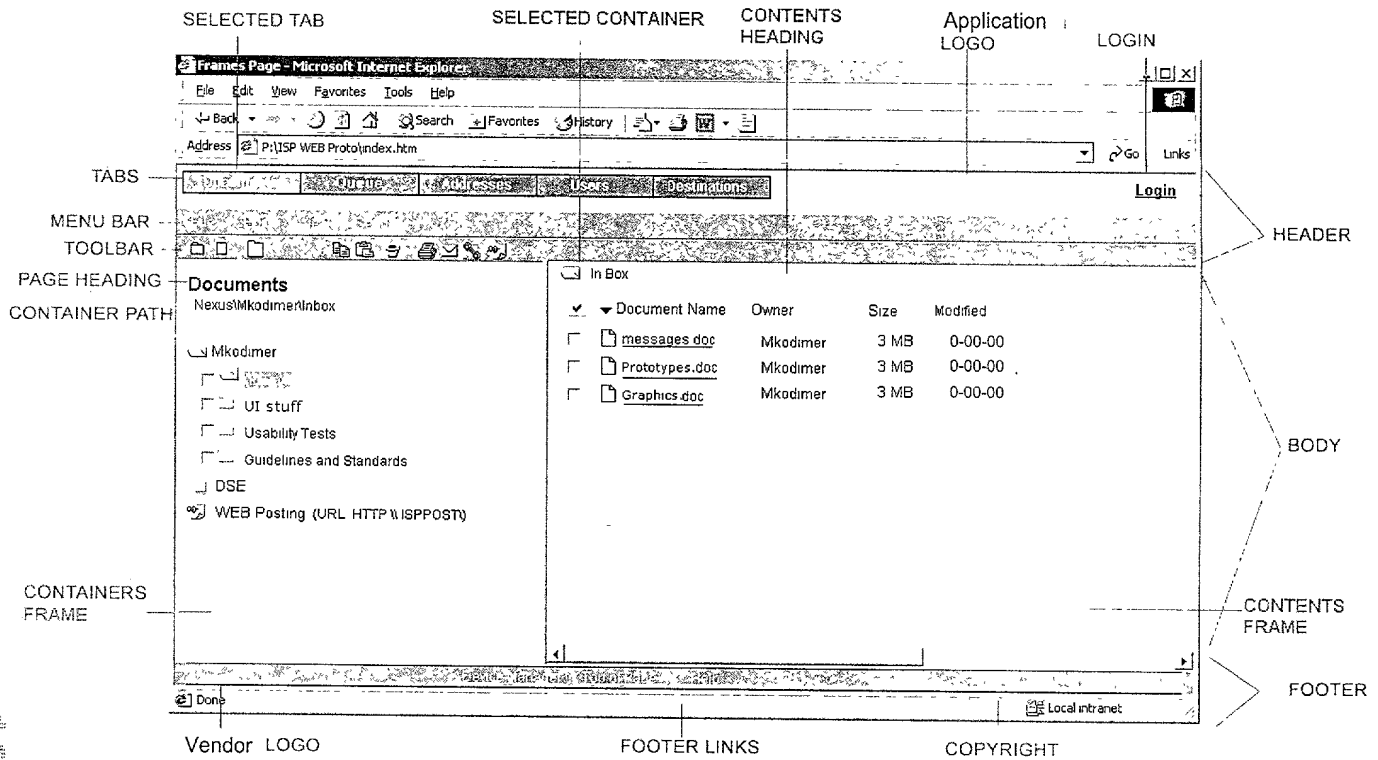 SELECTED TAB
SELECTED CONTAINER
CONTENTS HEADING
Application LOGO
LOGIN
Frames Page - Microsoft Internet Explorer
File Edit View Favorites Tools Help
Back Search Favorites History
Address P:\ISP WEB Proto\index.htm Go Links
TABS
Queue Addresses Users Destinations
Login
MENU BAR
TOOLBAR
HEADER
PAGE HEADING
Documents
CONTAINER PATH
Nexus\Mkodimer\Inbox
In Box
Document Name Owner Size Modified
messages doc Mkodimer 3 MB 0-00-00
Prototypes.doc Mkodimer 3 MB 0-00-00
Graphics.doc Mkodimer 3 MB 0-00-00
Mkodimer
UI stuff
Usability Tests
Guidelines and Standards
DSE
WEB Posting (URL HTTP \\ ISPPOST\)
BODY
CONTAINERS FRAME
CONTENTS FRAME
FOOTER
Done
Local intranet
Vendor LOGO
FOOTER LINKS
COPYRIGHT